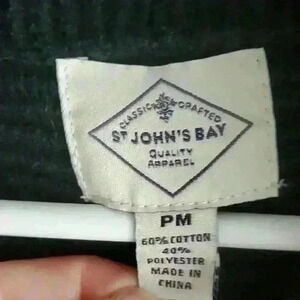 CLASSIC & CRAFTED
ST JOHN'S BAY
QUALITY
APPAREL
PM
60% COTTON
40%
POLYESTER
MADE IN
CHINA